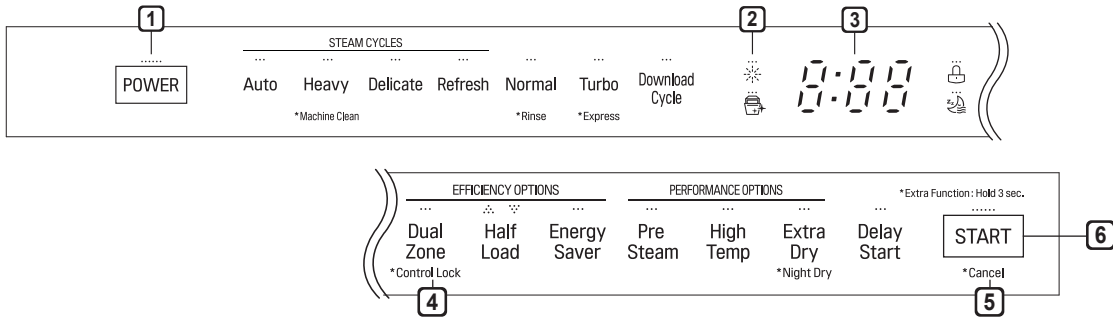 1
2
3
STEAM CYCLES
POWER
Auto
Heavy
Delicate
Refresh
Normal
Turbo
Download
Cycle
8:88
*Machine Clean
*Rinse
*Express
EFFICIENCY OPTIONS
PERFORMANCE OPTIONS
*Extra Function: Hold 3 sec.
Dual
Zone
Half
Load
Energy
Saver
Pre
Steam
High
Temp
Extra
Dry
Delay
Start
START
6
*Control Lock
*Night Dry
*Cancel
4
5